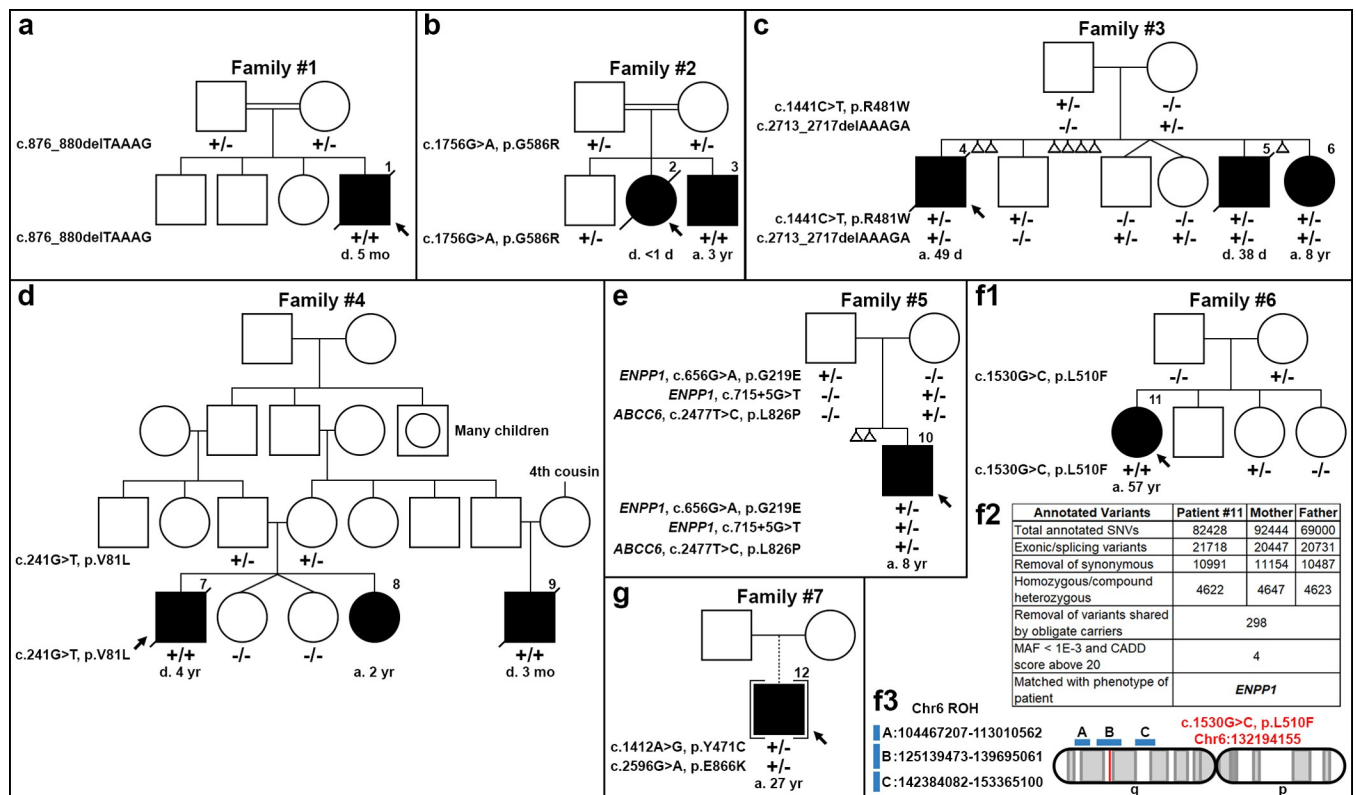 a
Family #1
c.876_880delTAAAG
+/-
+/-
1
c.876_880delTAAAG
+/+
d. 5 mo
b
Family #2
c.1756G>A, p.G586R
+/-
+/-
2
3
c.1756G>A, p.G586R
+/-
+/+
d. <1 d
a. 3 yr
c
Family #3
c.1441C>T, p.R481W
+/-
-/-
c.2713_2717delAAAGA
-/-
+/-
4
5
6
c.1441C>T, p.R481W
+/-
+/-
-/-
-/-
+/-
+/-
c.2713_2717delAAAGA
+/-
-/-
+/-
+/-
+/-
+/-
a. 49 d
d. 38 d
a. 8 yr
d
Family #4
Many children
4th cousin
c.241G>T, p.V81L
+/-
+/-
7
8
9
c.241G>T, p.V81L
+/+
-/-
-/-
+/+
d. 4 yr
a. 2 yr
d. 3 mo
e
Family #5
ENPP1, c.656G>A, p.G219E
+/-
-/-
ENPP1, c.715+5G>T
-/-
+/-
ABCC6, c.2477T>C, p.L826P
-/-
+/-
10
ENPP1, c.656G>A, p.G219E
+/-
ENPP1, c.715+5G>T
+/-
ABCC6, c.2477T>C, p.L826P
+/-
a. 8 yr
f1
Family #6
c.1530G>C, p.L510F
-/-
+/-
11
c.1530G>C, p.L510F
+/+
+/-
-/-
a. 57 yr
f2
Annotated Variants Patient #11 Mother Father
Total annotated SNVs 82428 92444 69000
Exonic/splicing variants 21718 20447 20731
Removal of synonymous 10991 11154 10487
Homozygous/compound
heterozygous
4622 4647 4623
Removal of variants shared
by obligate carriers
298
MAF < 1E-3 and CADD
score above 20
4
Matched with phenotype of
patient
ENPP1
g
Family #7
12
c.1412A>G, p.Y471C
+/-
c.2596G>A, p.E866K
+/-
a. 27 yr
f3
Chr6 ROH
A:104467207-113010562
B:125139473-139695061
C:142384082-153365100
A
B
C
c.1530G>C, p.L510F
Chr6:132194155
q
p